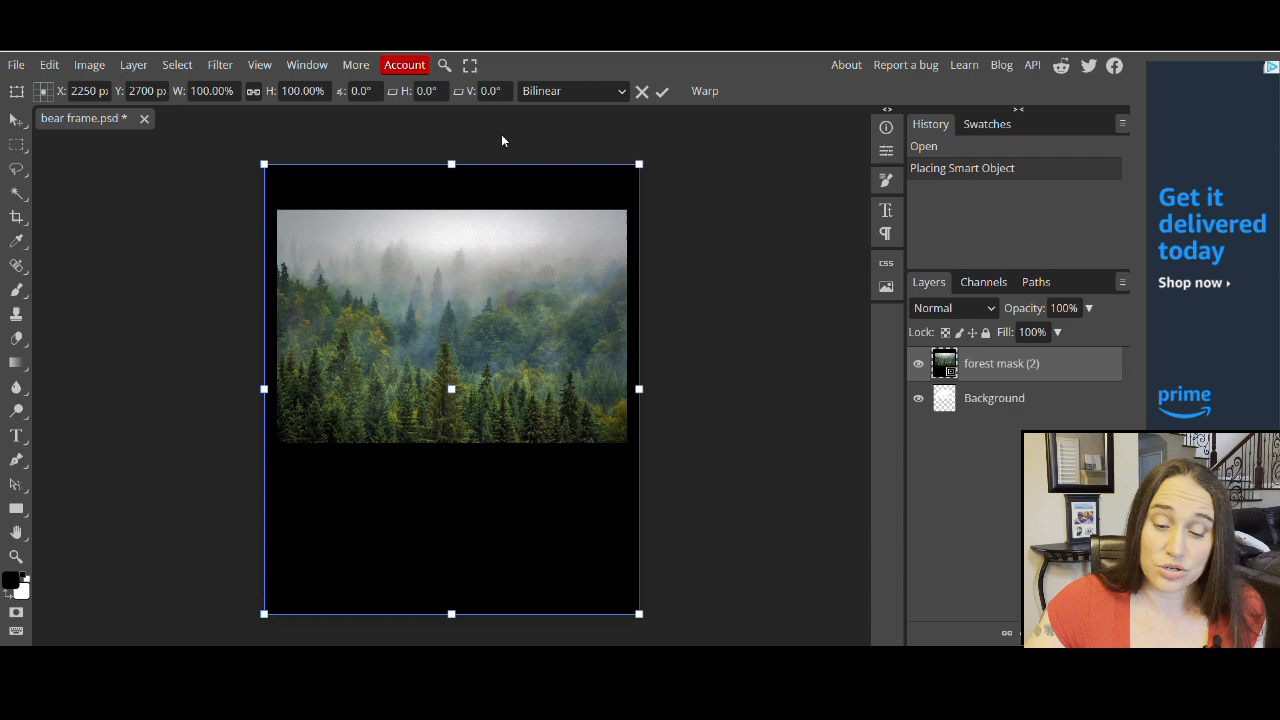 File Edit Image Layer Select Filter View Window More Account About Report a bug Learn Blog API
X: 2250 px Y: 2700 px W: 100.00% H: 100.00% ∡: 0.0° H: 0.0° V: 0.0° Bilinear Warp
bear frame.psd *
History Swatches
Open
Placing Smart Object
CSS
Layers Channels Paths
Normal Opacity: 100%
Lock: Fill: 100%
forest mask (2)
Background
Get it
delivered
today
Shop now
prime